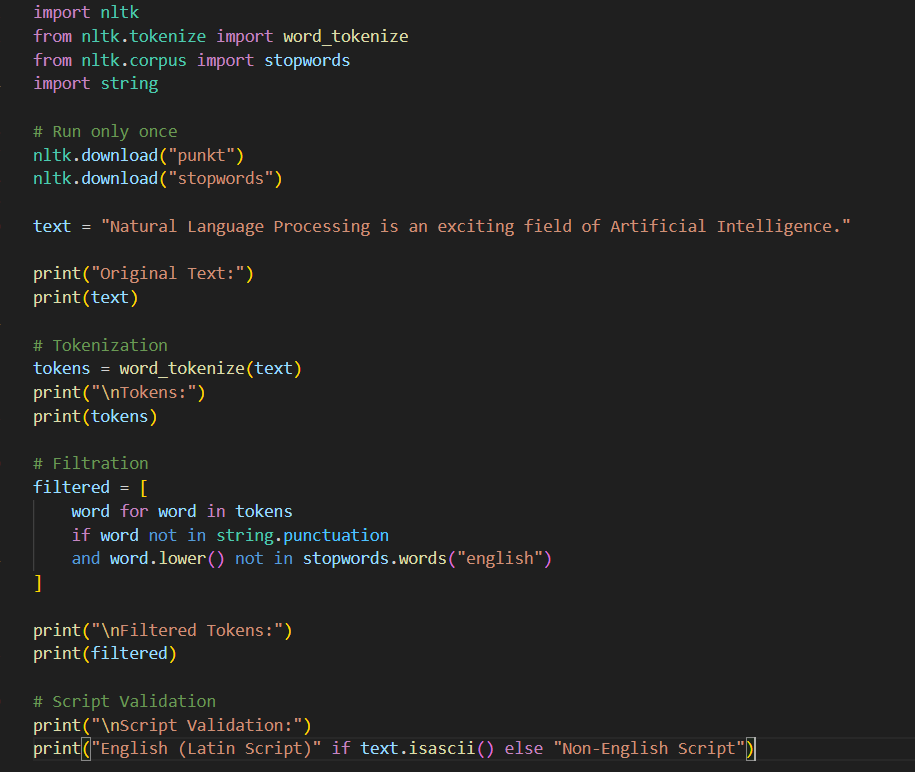 import nltk
from nltk.tokenize import word_tokenize
from nltk.corpus import stopwords
import string

# Run only once
nltk.download("punkt")
nltk.download("stopwords")

text = "Natural Language Processing is an exciting field of Artificial Intelligence."

print("Original Text:")
print(text)

# Tokenization
tokens = word_tokenize(text)
print("\nTokens:")
print(tokens)

# Filtration
filtered = [
    word for word in tokens
    if word not in string.punctuation
    and word.lower() not in stopwords.words("english")
]

print("\nFiltered Tokens:")
print(filtered)

# Script Validation
print("\nScript Validation:")
print("English (Latin Script)" if text.isascii() else "Non-English Script")